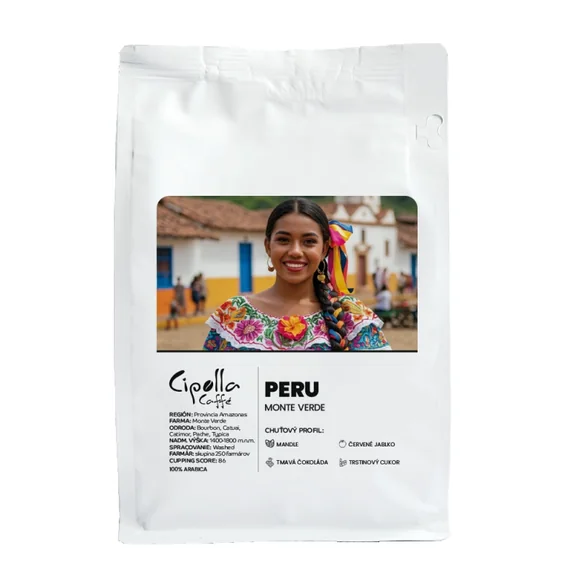 Cipolla
Caffé
REGIÓN: Provincia Amazonas
FARMA: Monte Verde
ODRODA: Bourbon, Catuai,
Catimor, Pache, Typica
NADM. VÝŠKA: 1400-1800 m.n.m.
SPRACOVANIE: Washed
FARMÁR: skupina 250 farmárov
CUPPING SCORE: 86
100% ARABICA
PERU
MONTE VERDE
CHUŤOVÝ PROFIL:
MANDLE
ČERVENÉ JABLKO
TMAVÁ ČOKOLÁDA
TRSTINOVÝ CUKOR